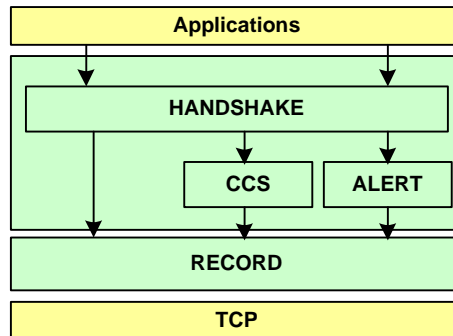 Applications
HANDSHAKE
CCS
ALERT
RECORD
TCP